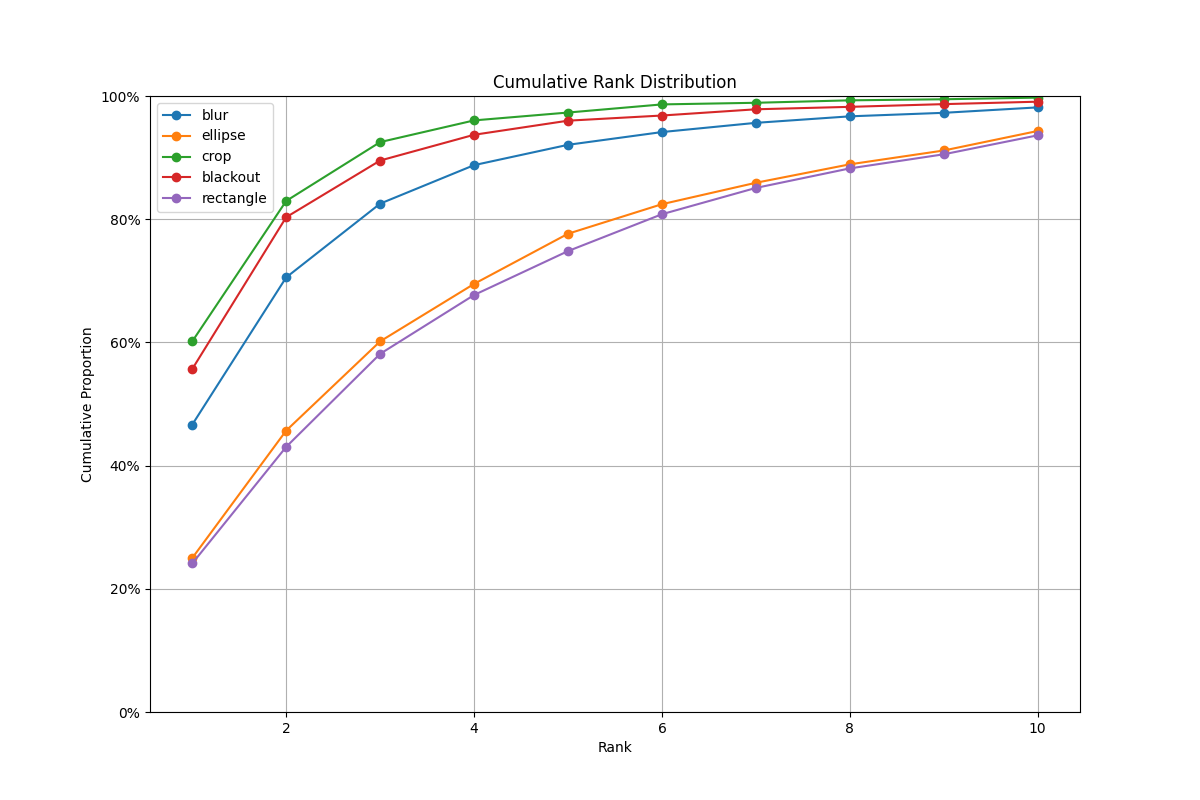 Cumulative Rank Distribution
100%
80%
60%
40%
20%
0%
Cumulative Proportion
blur
ellipse
crop
blackout
rectangle
2 4 6 8 10
Rank